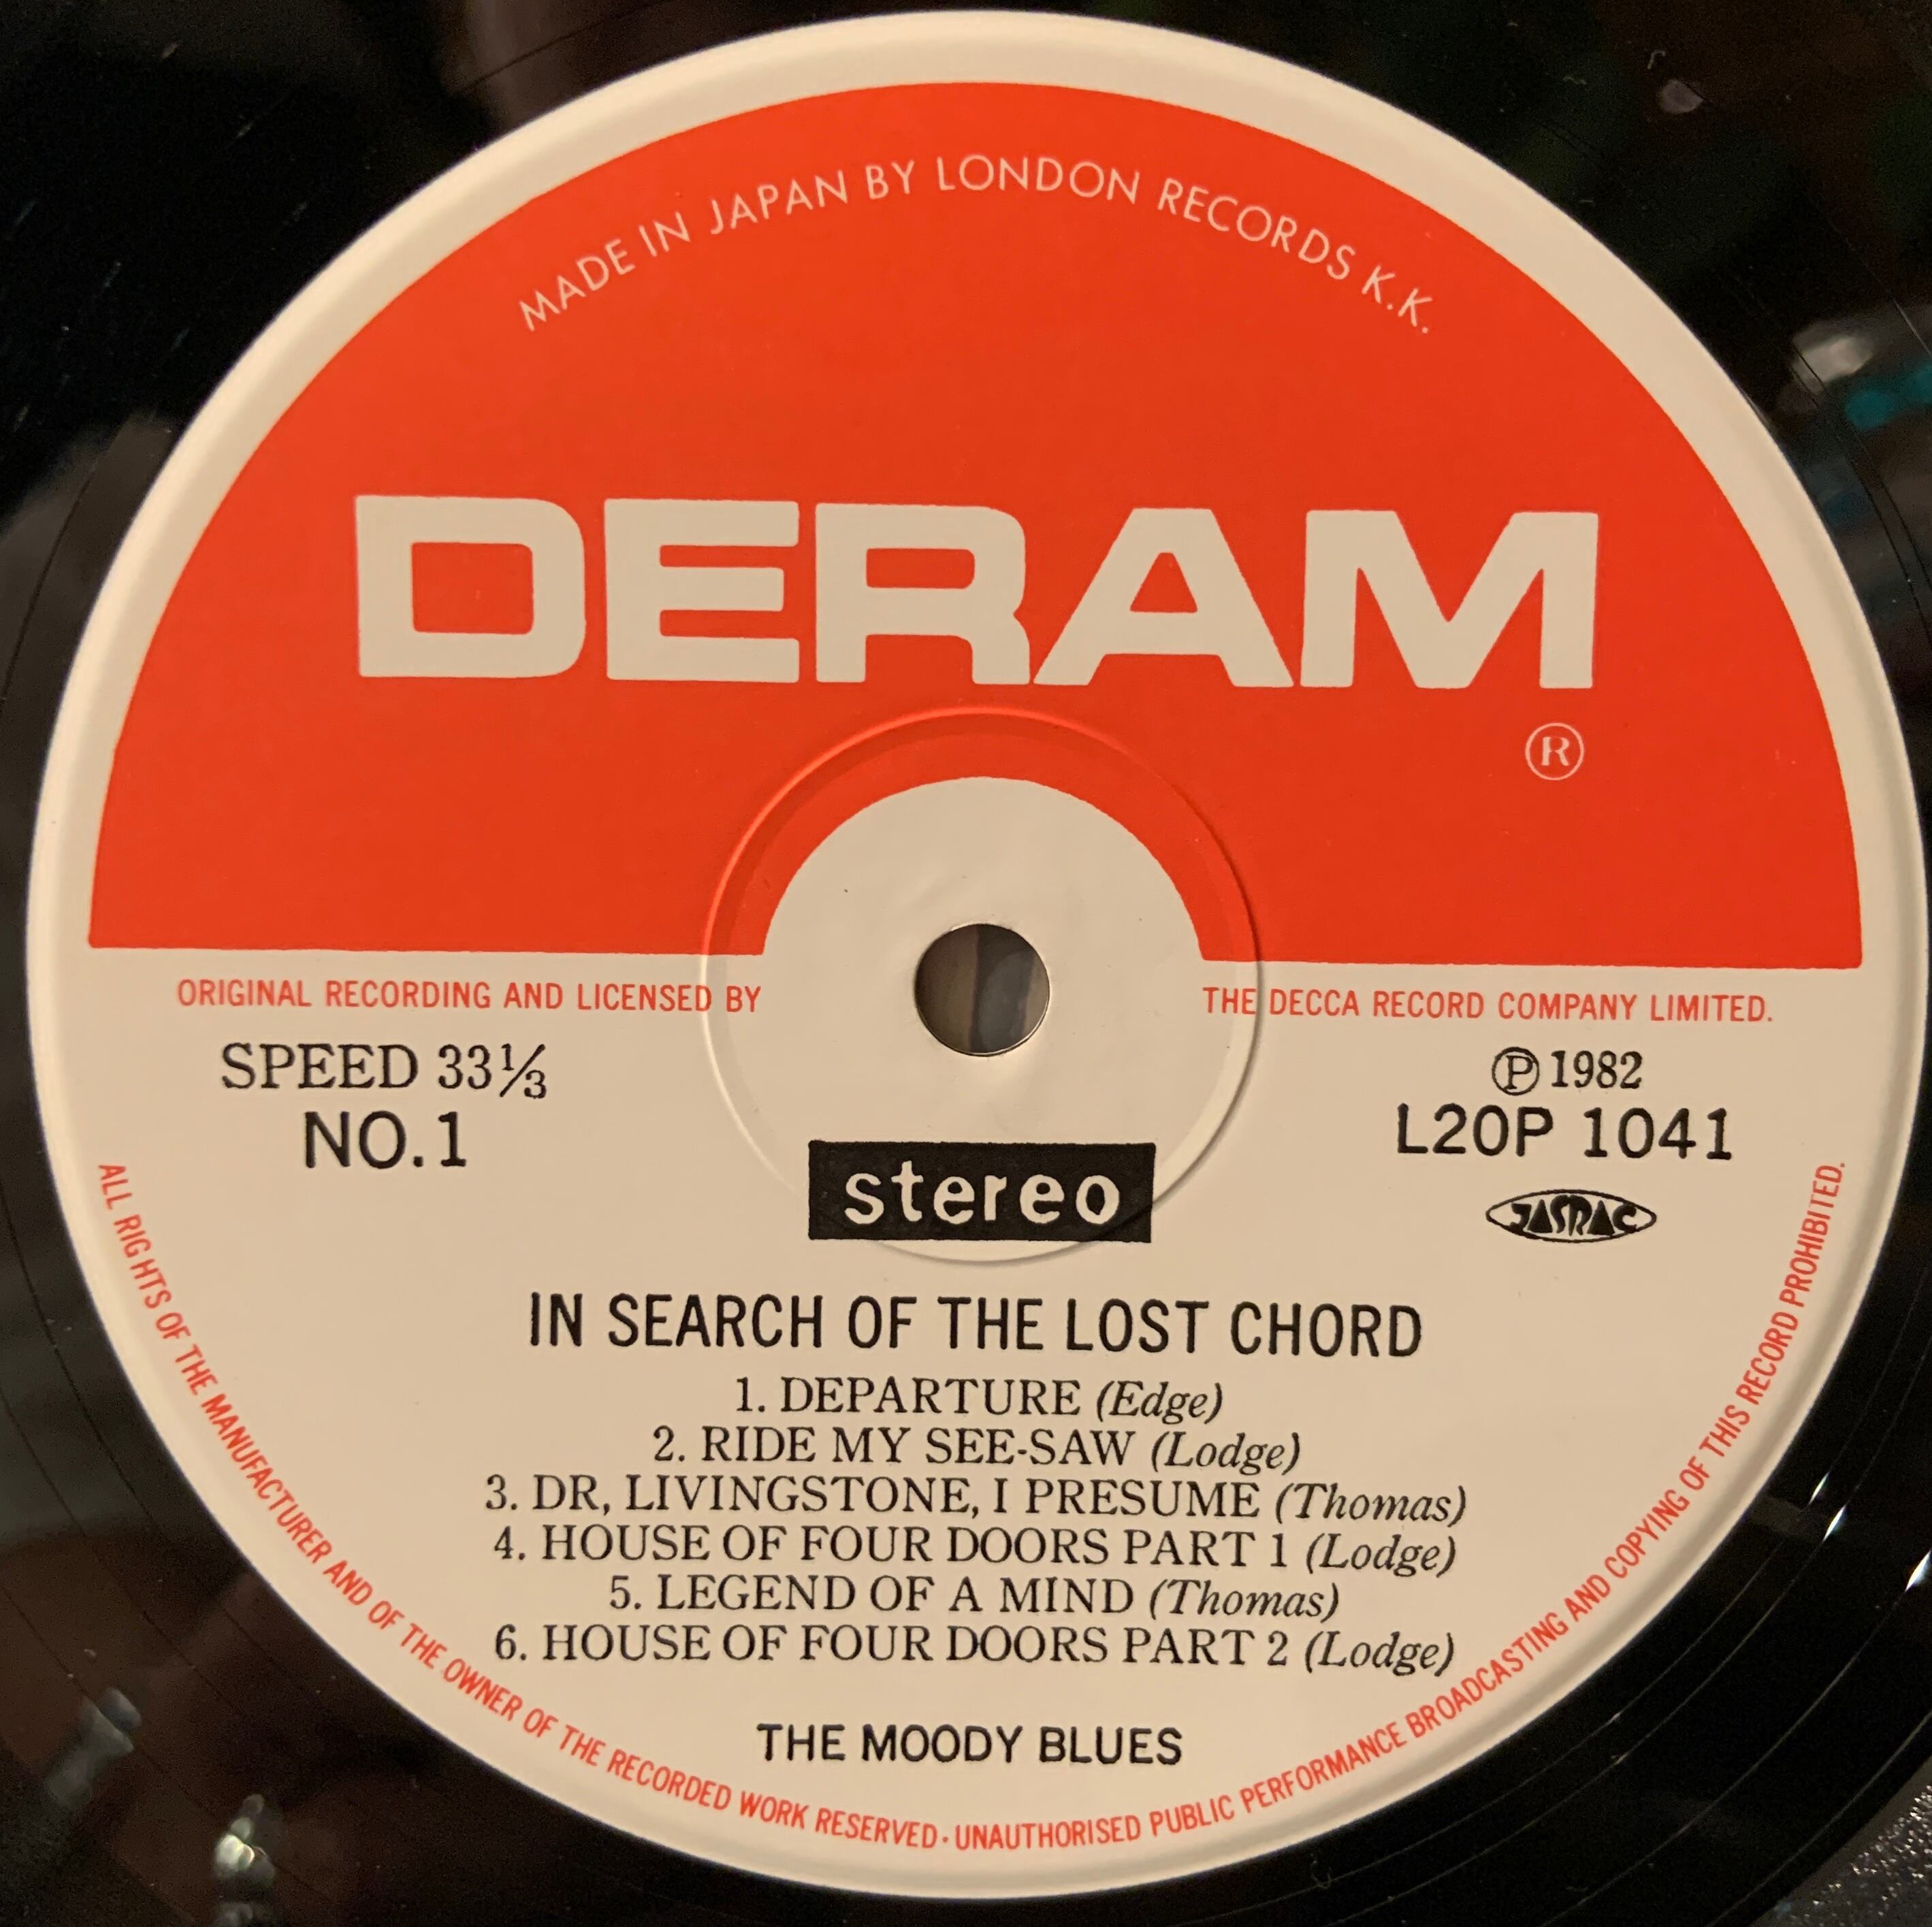 MADE IN JAPAN BY LONDON RECORDS K.K.
DERAM
®
ORIGINAL RECORDING AND LICENSED BY THE DECCA RECORD COMPANY LIMITED.
SPEED 33⅓
NO.1
℗1982
L20P 1041
stereo
JASRAC
IN SEARCH OF THE LOST CHORD
1. DEPARTURE (Edge)
2. RIDE MY SEE-SAW (Lodge)
3. DR, LIVINGSTONE, I PRESUME (Thomas)
4. HOUSE OF FOUR DOORS PART 1 (Lodge)
5. LEGEND OF A MIND (Thomas)
6. HOUSE OF FOUR DOORS PART 2 (Lodge)
THE MOODY BLUES
ALL RIGHTS OF THE MANUFACTURER AND OF THE OWNER OF THE RECORDED WORK RESERVED · UNAUTHORISED PUBLIC PERFORMANCE BROADCASTING AND COPYING OF THIS RECORD PROHIBITED.